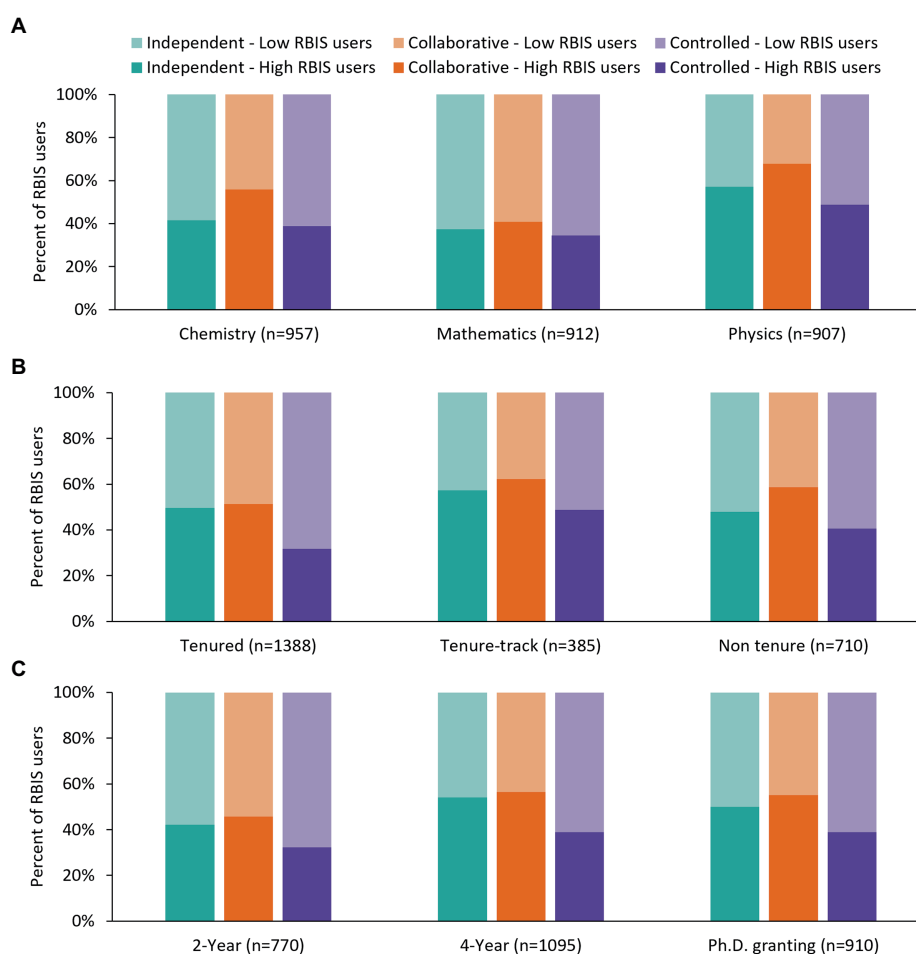 A
Independent - Low RBIS users Collaborative - Low RBIS users Controlled - Low RBIS users
Independent - High RBIS users Collaborative - High RBIS users Controlled - High RBIS users
Percent of RBIS users
100%
80%
60%
40%
20%
0%
Chemistry (n=957) Mathematics (n=912) Physics (n=907)
B
Percent of RBIS users
100%
80%
60%
40%
20%
0%
Tenured (n=1388) Tenure-track (n=385) Non tenure (n=710)
C
Percent of RBIS users
100%
80%
60%
40%
20%
0%
2-Year (n=770) 4-Year (n=1095) Ph.D. granting (n=910)